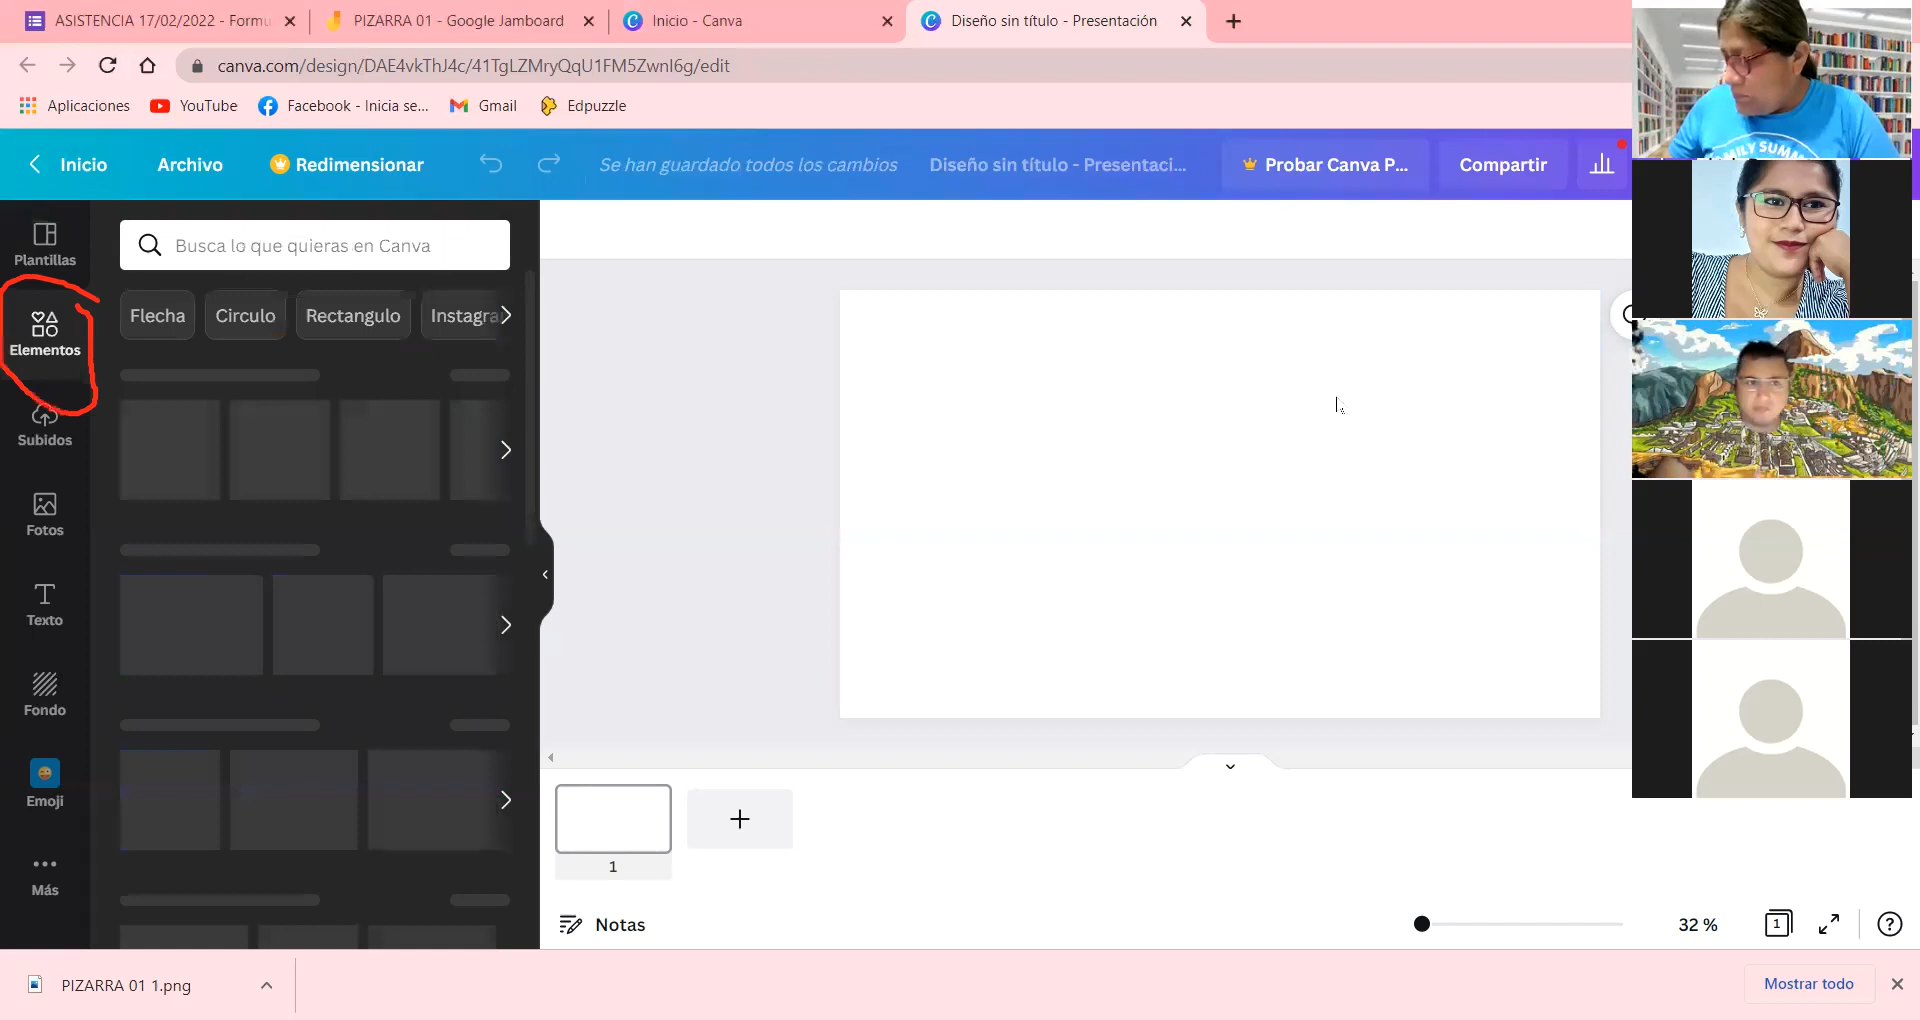 ASISTENCIA 17/02/2022 - Formu
PIZARRA 01 - Google Jamboard
Inicio - Canva
Diseño sin título - Presentación
canva.com/design/DAE4vkThJ4c/41TgLZMryQqU1FM5ZwnI6g/edit
Aplicaciones
YouTube
Facebook - Inicia se...
Gmail
Edpuzzle
Inicio
Archivo
Redimensionar
Se han guardado todos los cambios
Diseño sin título - Presentaci...
Probar Canva P...
Compartir
Plantillas
Elementos
Subidos
Fotos
Texto
Fondo
Emoji
Más
Busca lo que quieras en Canva
Flecha
Circulo
Rectangulo
Instagra
1
Notas
32 %
1
?
PIZARRA 01 1.png
Mostrar todo